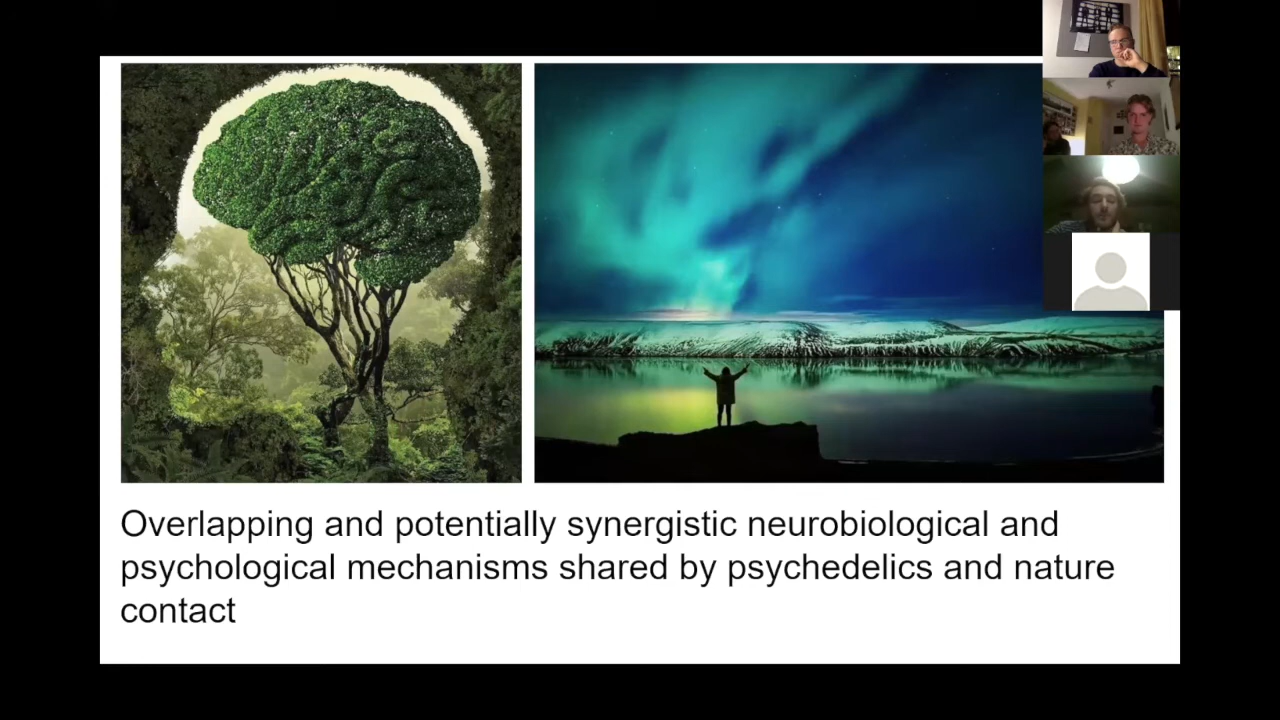 Overlapping and potentially synergistic neurobiological and
psychological mechanisms shared by psychedelics and nature
contact